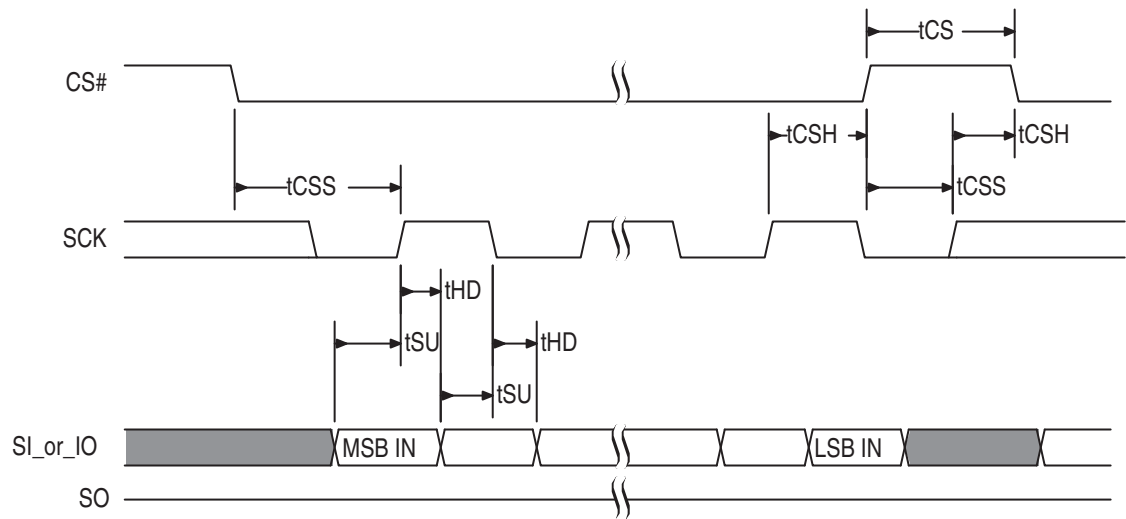 tCS
CS#
tCSH
tCSH
tCSS
tCSS
SCK
tHD
tSU
tHD
tSU
SI_or_IO
MSB IN
LSB IN
SO